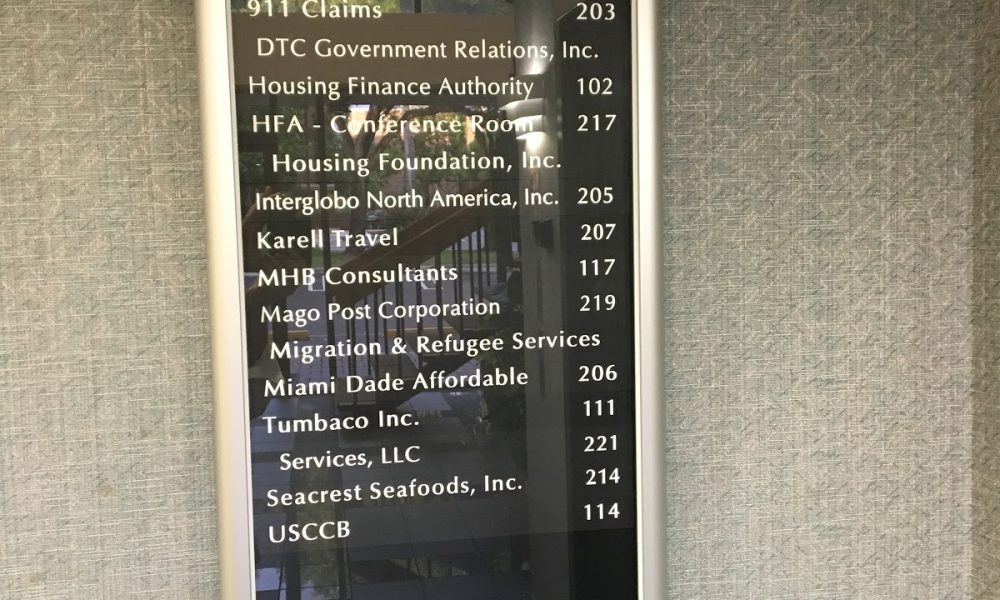 911 Claims 203
DTC Government Relations, Inc.
Housing Finance Authority 102
HFA - Conference Room 217
Housing Foundation, Inc.
Interglobo North America, Inc. 205
Karell Travel 207
MHB Consultants 117
Mago Post Corporation 219
Migration & Refugee Services
Miami Dade Affordable 206
Tumbaco Inc. 111
Services, LLC 221
Seacrest Seafoods, Inc. 214
USCCB 114